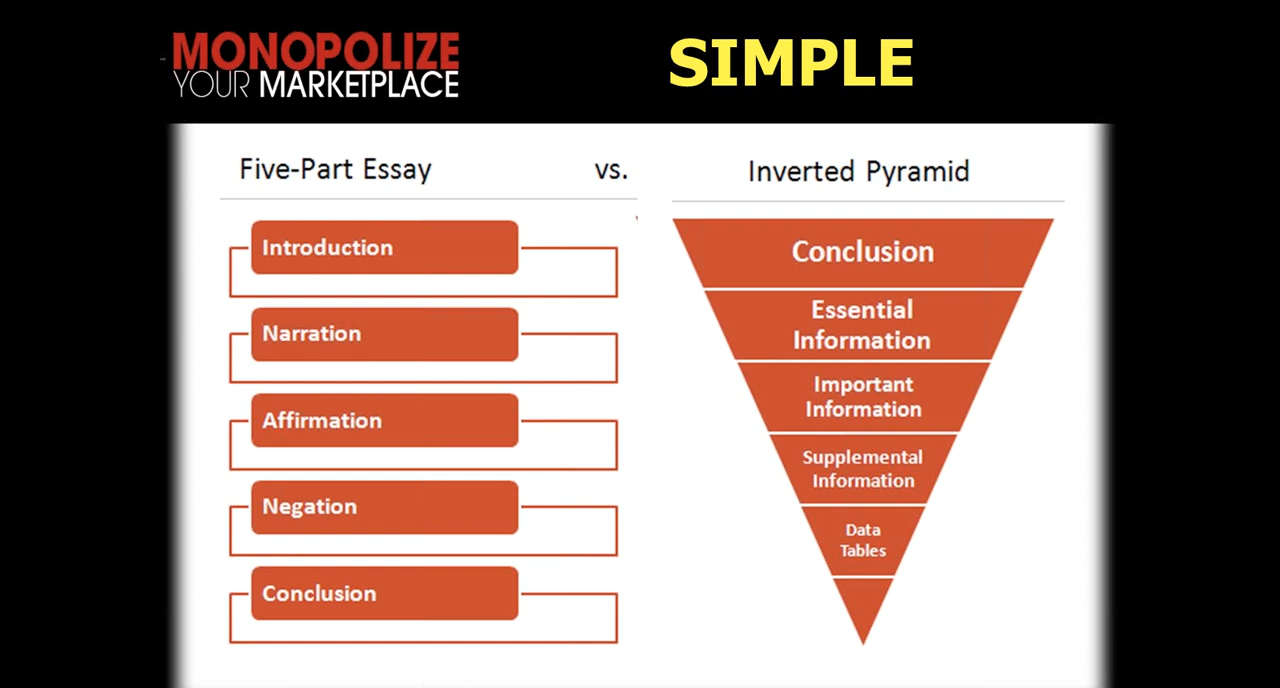 MONOPOLIZE
YOUR MARKETPLACE
SIMPLE
Five-Part Essay
vs.
Inverted Pyramid
Introduction
Narration
Affirmation
Negation
Conclusion
Conclusion
Essential
Information
Important
Information
Supplemental
Information
Data
Tables